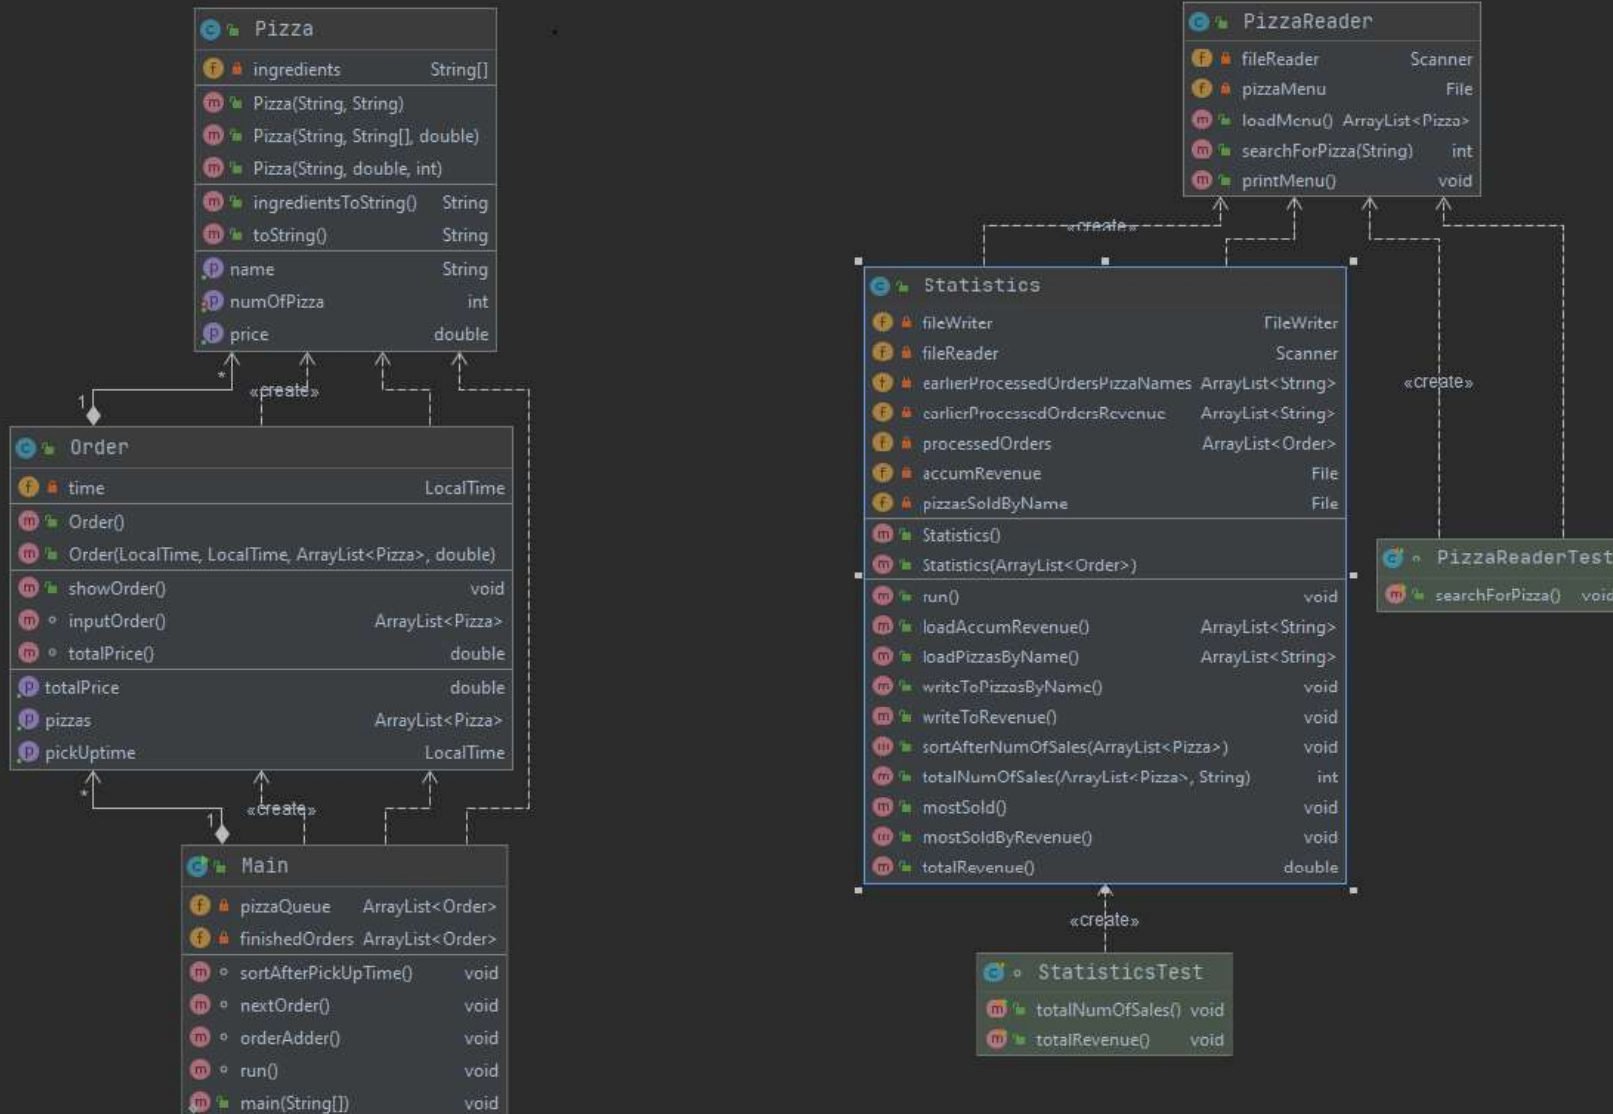 Pizza
ingredients String[]
Pizza(String, String)
Pizza(String, String[], double)
Pizza(String, double, int)
ingredientsToString() String
toString() String
name String
numOfPizza int
price double
*
«create»
1
Order
time LocalTime
Order()
Order(LocalTime, LocalTime, ArrayList<Pizza>, double)
showOrder() void
inputOrder() ArrayList<Pizza>
totalPrice() double
totalPrice double
pizzas ArrayList<Pizza>
pickUptime LocalTime
*
«create»
1
Main
pizzaQueue ArrayList<Order>
finishedOrders ArrayList<Order>
sortAfterPickUpTime() void
nextOrder() void
orderAdder() void
run() void
main(String[]) void
PizzaReader
fileReader Scanner
pizzaMenu File
loadMenu() ArrayList<Pizza>
searchForPizza(String) int
printMenu() void
«create»
Statistics
fileWriter FileWriter
fileReader Scanner
earlierProcessedOrdersPizzaNames ArrayList<String>
earlierProcessedOrdersRevenue ArrayList<String>
processedOrders ArrayList<Order>
accumRevenue File
pizzasSoldByName File
Statistics()
Statistics(ArrayList<Order>)
run() void
loadAccumRevenue() ArrayList<String>
loadPizzasByName() ArrayList<String>
writeToPizzasByName() void
writeToRevenue() void
sortAfterNumOfSales(ArrayList<Pizza>) void
totalNumOfSales(ArrayList<Pizza>, String) int
mostSold() void
mostSoldByRevenue() void
totalRevenue() double
«create»
PizzaReaderTest
searchForPizza() void
«create»
StatisticsTest
totalNumOfSales() void
totalRevenue() void